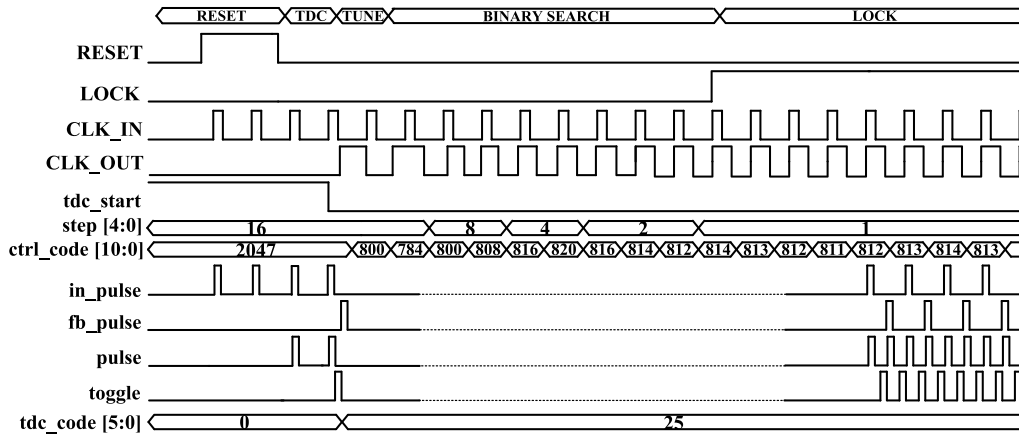 RESET TDC TUNE BINARY SEARCH LOCK
RESET
LOCK
CLK_IN
CLK_OUT
tdc_start
step [4:0] 16 8 4 2 1
ctrl_code [10:0] 2047 800 784 800 808 816 820 816 814 812 814 813 812 811 812 813 814 813
in_pulse
fb_pulse
pulse
toggle
tdc_code [5:0] 0 25